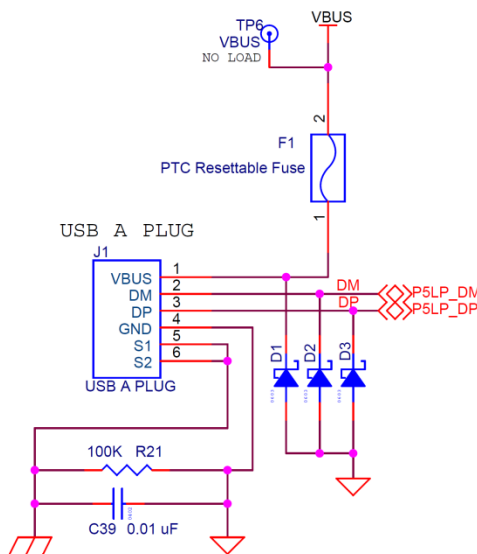 TP6
VBUS
VBUS
NO LOAD
2
F1
PTC Resettable Fuse
1
USB A PLUG
J1
VBUS 1
DM 2
DP 3
GND 4
S1 5
S2 6
USB A PLUG
DM P5LP_DM
DP P5LP_DP
D1
D2
D3
100K R21
C39 0.01 uF